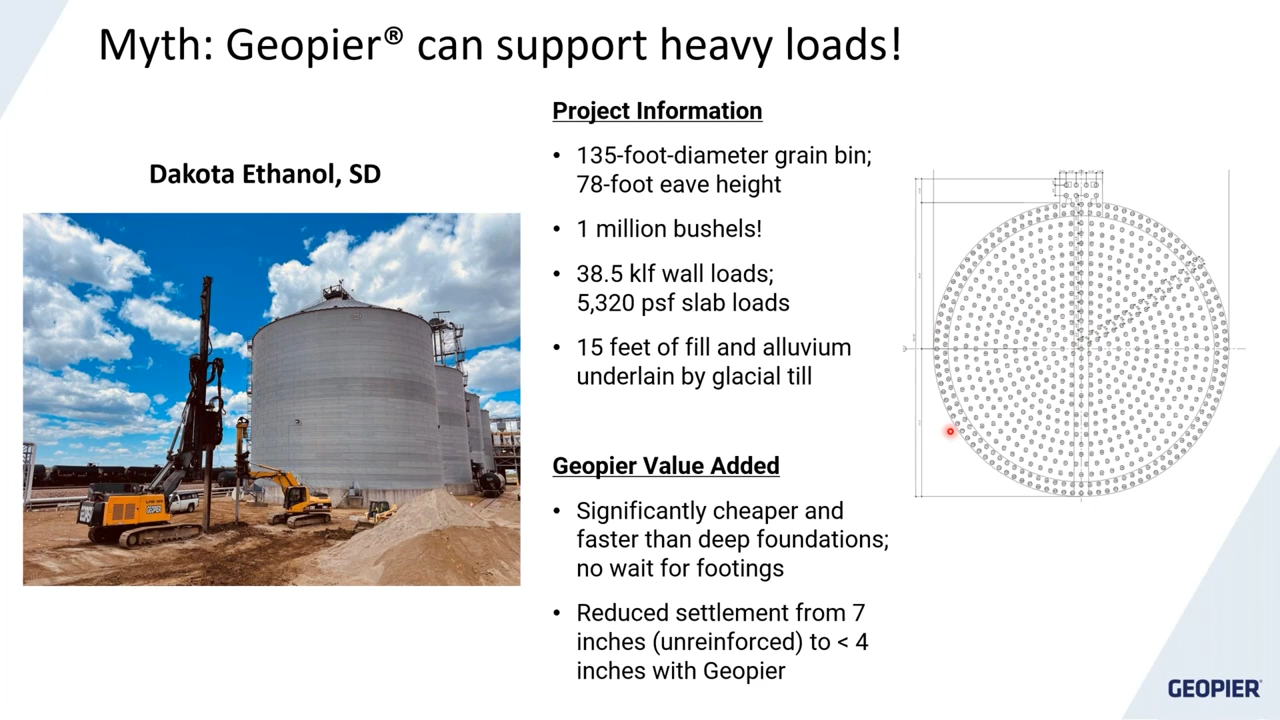 Myth: Geopier® can support heavy loads!
Dakota Ethanol, SD
Project Information
• 135-foot-diameter grain bin;
78-foot eave height
• 1 million bushels!
• 38.5 klf wall loads;
5,320 psf slab loads
• 15 feet of fill and alluvium
underlain by glacial till
Geopier Value Added
• Significantly cheaper and
faster than deep foundations;
no wait for footings
• Reduced settlement from 7
inches (unreinforced) to < 4
inches with Geopier
GEOPIER